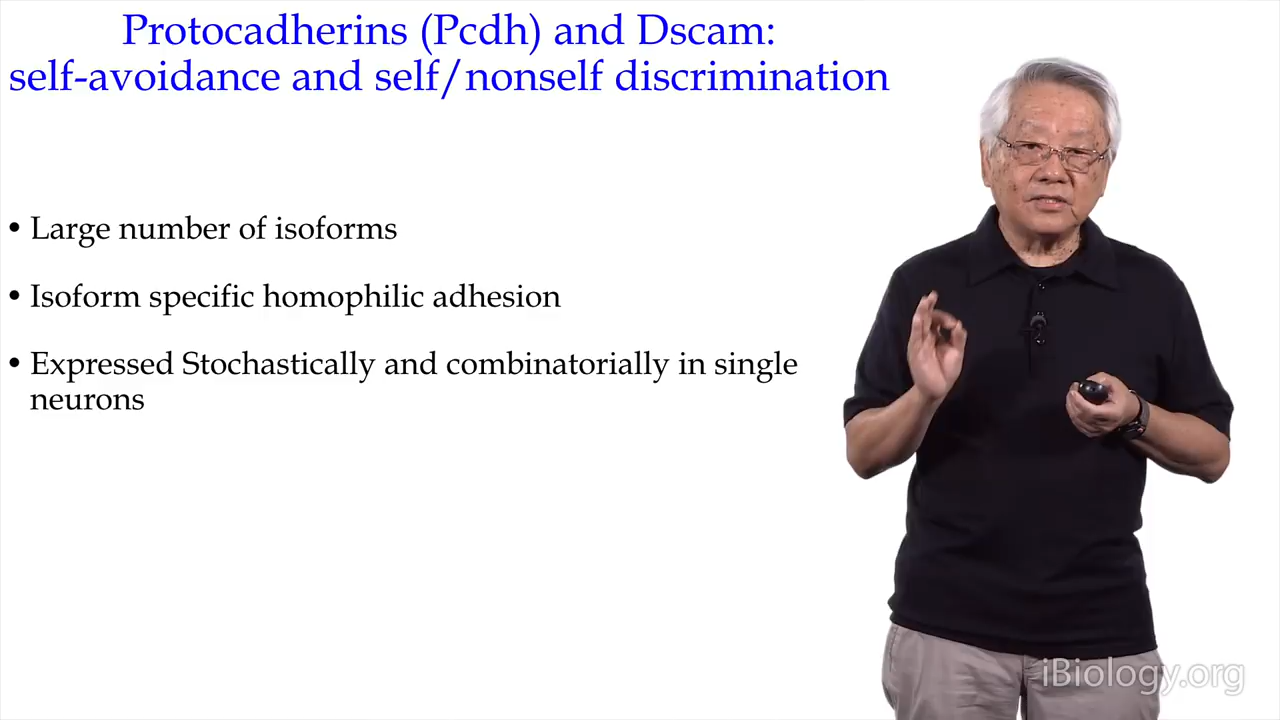 Protocadherins (Pcdh) and Dscam:
self-avoidance and self/nonself discrimination
• Large number of isoforms
• Isoform specific homophilic adhesion
• Expressed Stochastically and combinatorially in single
neurons
iBiology.org